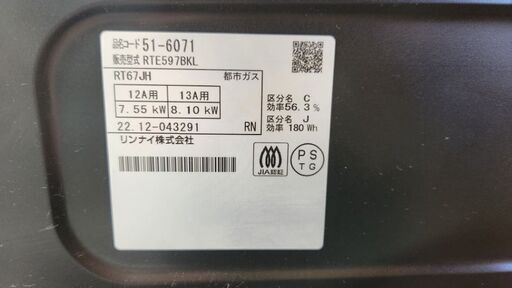 品名コード 51-6071
販売型式 RTE597BKL
RT67JH 都市ガス
12A用 13A用
7.55 kW 8.10 kW
区分名 C
効率56.3 %
区分名 J
効率 180 Wh
22.12-043291 RN
リンナイ株式会社
JIA認証
PS
TG